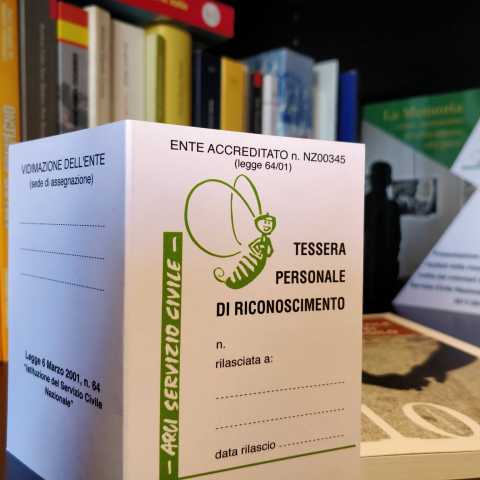 VIDIMAZIONE DELL'ENTE
(sede di assegnazione)
Legge 6 Marzo 2001, n. 64
"Istituzione del Servizio Civile
Nazionale"
ENTE ACCREDITATO n. NZ00345
(legge 64/01)
– ARCI SERVIZIO CIVILE –
TESSERA
PERSONALE
DI RICONOSCIMENTO
n.
rilasciata a:
data rilascio
La Memoria